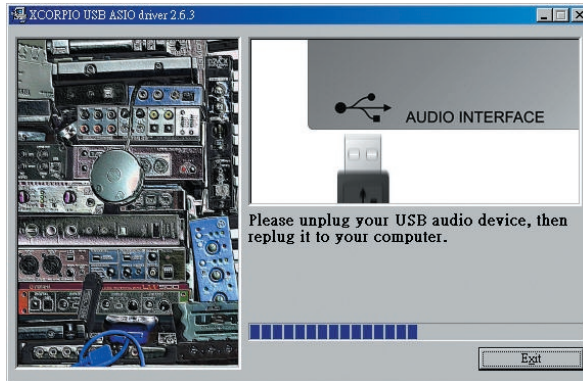 XCORPIO USB ASIO driver 2.6.3
AUDIO INTERFACE
Please unplug your USB audio device, then
replug it to your computer.
Exit